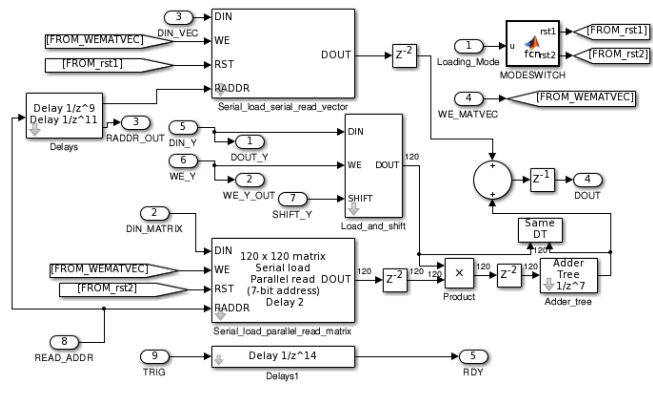 3
DIN_VEC
[FROM_WEMATVEC]
[FROM_rst1]
DIN
WE
RST
RADDR
DOUT
Serial_load_serial_read_vector
Z-2
1
Loading_Mode
u
fcn
rst1
rst2
MODESWITCH
[FROM_rst1]
[FROM_rst2]
4
WE_MATVEC
[FROM_WEMATVEC]
Delay 1/z^9
Delay 1/z^11
Delays
3
RADDR_OUT
5
DIN_Y
1
DOUT_Y
6
WE_Y
2
WE_Y_OUT
7
SHIFT_Y
DIN
WE
DOUT
SHIFT
Load_and_shift
120
+
+
Z-1
4
DOUT
Same
DT
2
DIN_MATRIX
[FROM_WEMATVEC]
[FROM_rst2]
DIN
WE
RST
RADDR
120 x 120 matrix
Serial load
Parallel read
(7-bit address)
Delay 2
DOUT
Serial_load_parallel_read_matrix
120
Z-2
120
120
×
Product
120
Z-2
120
120
Adder
Tree
1/z^7
Adder_tree
8
READ_ADDR
9
TRIG
Delay 1/z^14
Delays1
5
RDY